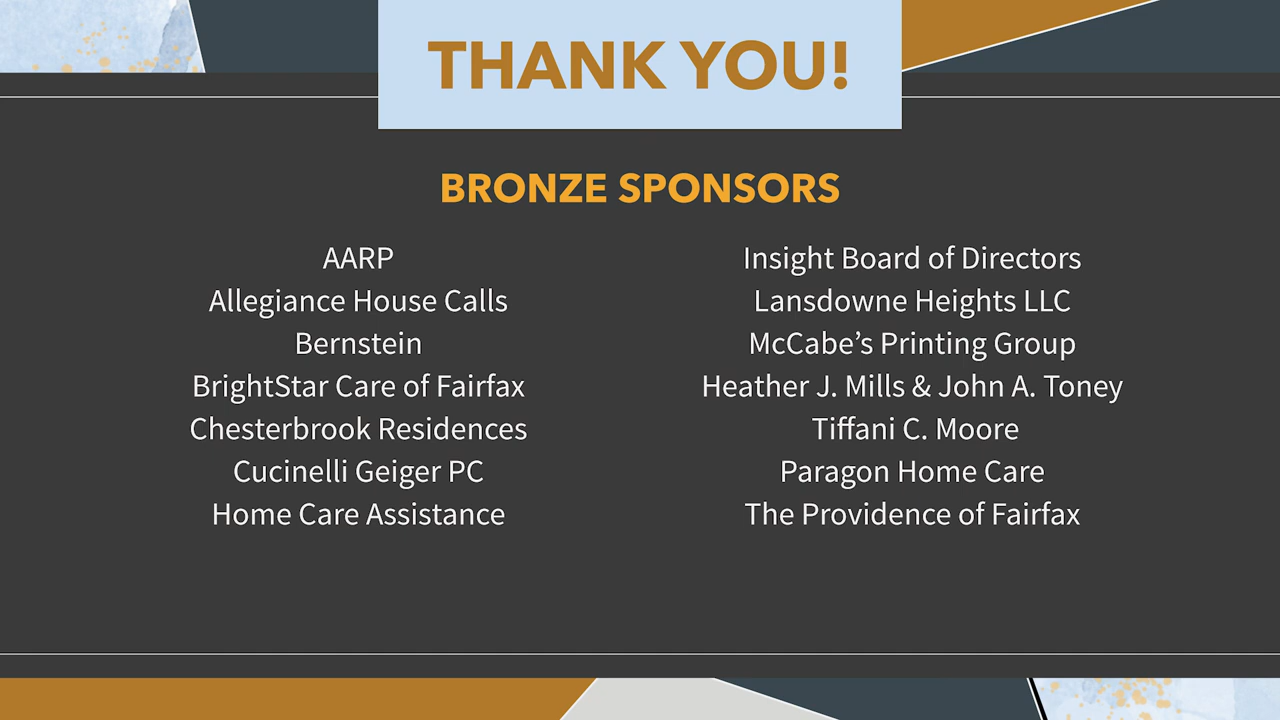 THANK YOU!
BRONZE SPONSORS
AARP
Allegiance House Calls
Bernstein
BrightStar Care of Fairfax
Chesterbrook Residences
Cucinelli Geiger PC
Home Care Assistance
Insight Board of Directors
Lansdowne Heights LLC
McCabe’s Printing Group
Heather J. Mills & John A. Toney
Tiffani C. Moore
Paragon Home Care
The Providence of Fairfax